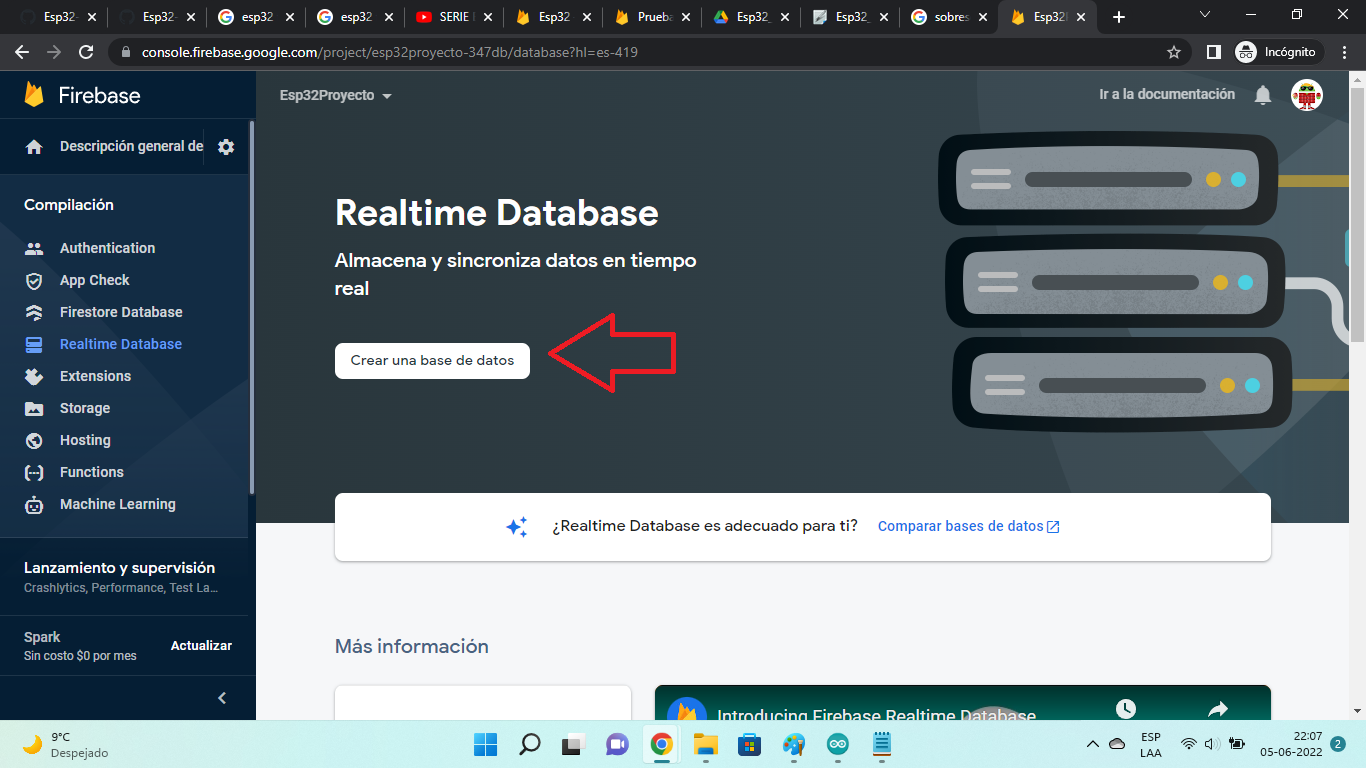 Esp32-
Esp32-
esp32
esp32
SERIE
Esp32
Prueba
Esp32_
Esp32_
sobres
Esp32
console.firebase.google.com/project/esp32proyecto-347db/database?hl=es-419
Incógnito
Firebase
Esp32Proyecto
Ir a la documentación
Descripción general de
Compilación
Authentication
App Check
Firestore Database
Realtime Database
Extensions
Storage
Hosting
Functions
Machine Learning
Lanzamiento y supervisión
Crashlytics, Performance, Test La…
Spark
Sin costo $0 por mes
Actualizar
Realtime Database
Almacena y sincroniza datos en tiempo
real
Crear una base de datos
¿Realtime Database es adecuado para ti?
Comparar bases de datos
Más información
Introducing Firebase Realtime Database
9°C
Despejado
ESP
LAA
22:07
05-06-2022
2